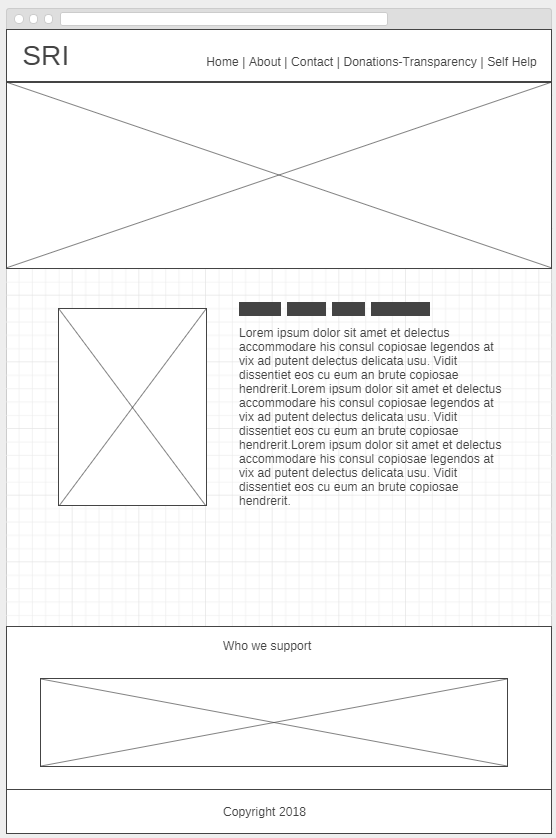 SRI
Home | About | Contact | Donations-Transparency | Self Help
Lorem ipsum dolor sit amet et delectus
accommodare his consul copiosae legendos at
vix ad putent delectus delicata usu. Vidit
dissentiet eos cu eum an brute copiosae
hendrerit.Lorem ipsum dolor sit amet et delectus
accommodare his consul copiosae legendos at
vix ad putent delectus delicata usu. Vidit
dissentiet eos cu eum an brute copiosae
hendrerit.Lorem ipsum dolor sit amet et delectus
accommodare his consul copiosae legendos at
vix ad putent delectus delicata usu. Vidit
dissentiet eos cu eum an brute copiosae
hendrerit.
Who we support
Copyright 2018